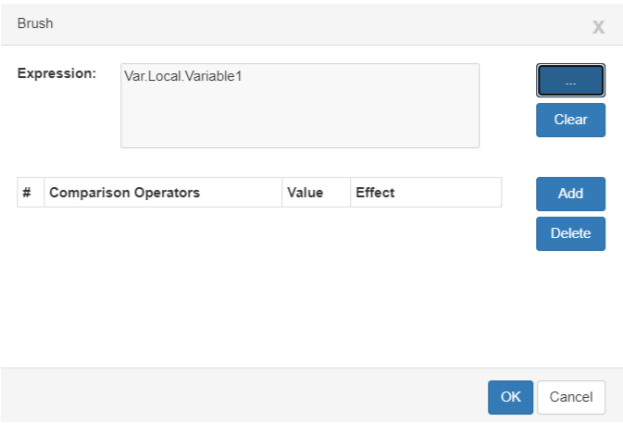 Brush
X
Expression:
Var.Local.Variable1
...
Clear
# Comparison Operators Value Effect
Add
Delete
OK Cancel